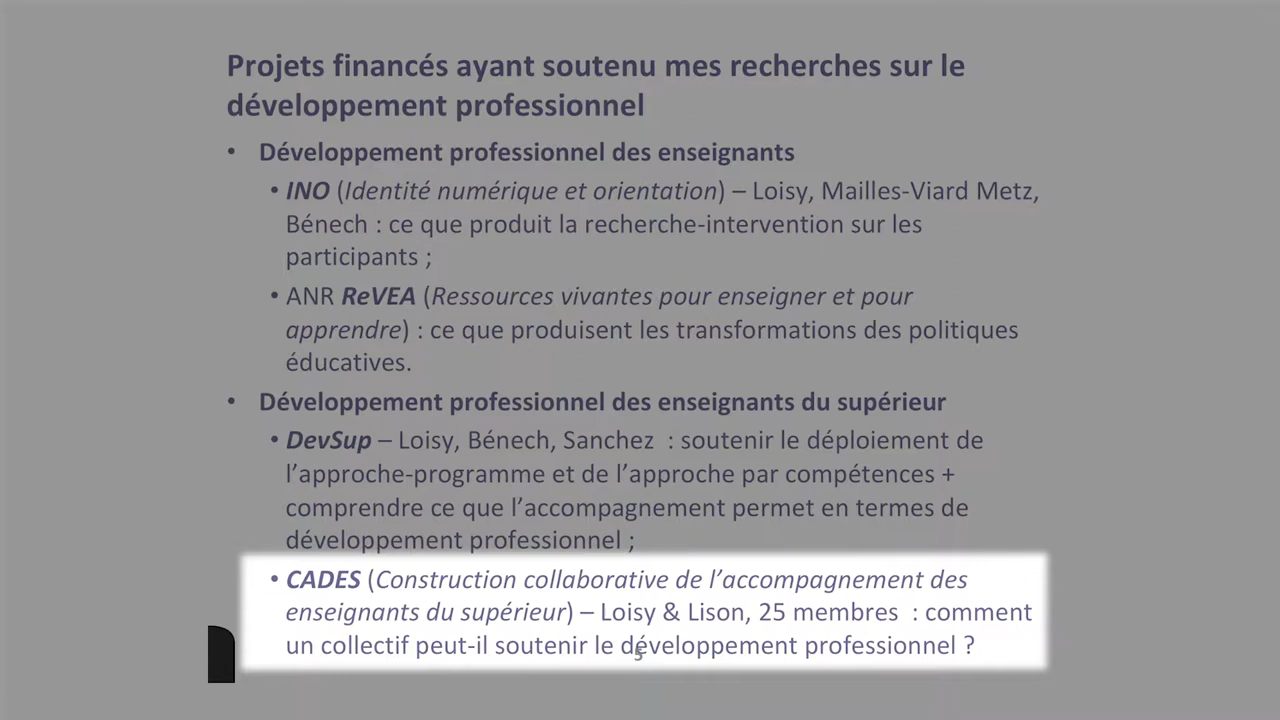 Projets financés ayant soutenu mes recherches sur le
développement professionnel
• Développement professionnel des enseignants
• INO (Identité numérique et orientation) – Loisy, Mailles-Viard Metz,
Bénech : ce que produit la recherche-intervention sur les
participants ;
• ANR ReVEA (Ressources vivantes pour enseigner et pour
apprendre) : ce que produisent les transformations des politiques
éducatives.
• Développement professionnel des enseignants du supérieur
• DevSup – Loisy, Bénech, Sanchez : soutenir le déploiement de
l’approche-programme et de l’approche par compétences +
comprendre ce que l’accompagnement permet en termes de
développement professionnel ;
• CADES (Construction collaborative de l’accompagnement des
enseignants du supérieur) – Loisy & Lison, 25 membres : comment
un collectif peut-il soutenir le développement professionnel ?
5